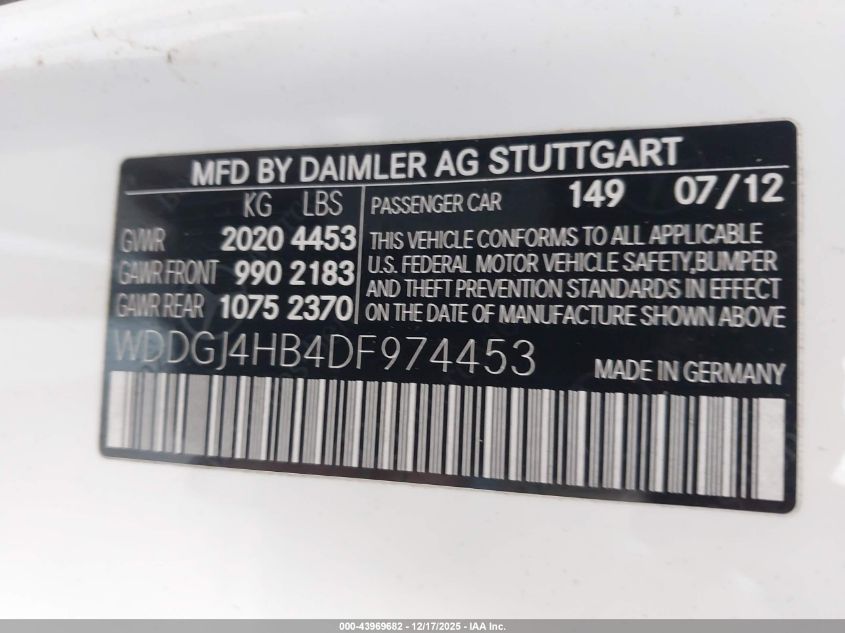 MFD BY DAIMLER AG STUTTGART
KG LBS PASSENGER CAR 149 07/12
GVWR 2020 4453
GAWR FRONT 990 2183
GAWR REAR 1075 2370
THIS VEHICLE CONFORMS TO ALL APPLICABLE
U.S. FEDERAL MOTOR VEHICLE SAFETY,BUMPER
AND THEFT PREVENTION STANDARDS IN EFFECT
ON THE DATE OF MANUFACTURE SHOWN ABOVE
WDDGJ4HB4DF974453 MADE IN GERMANY
000-43969682 - 12/17/2025 - IAA Inc.